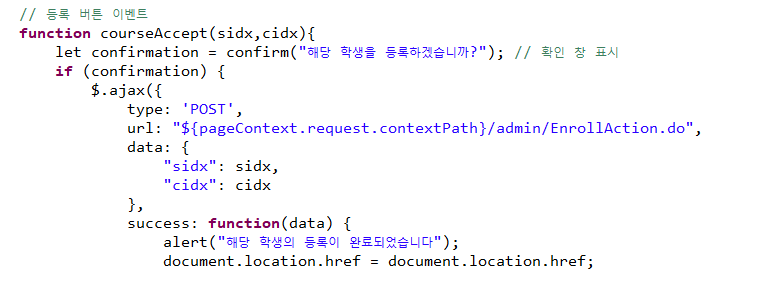 // 등록 버튼 이벤트
function courseAccept(sidx,cidx){
let confirmation = confirm("해당 학생을 등록하겠습니까?"); // 확인 창 표시
if (confirmation) {
$.ajax({
type: 'POST',
url: "${pageContext.request.contextPath}/admin/EnrollAction.do",
data: {
"sidx": sidx,
"cidx": cidx
},
success: function(data) {
alert("해당 학생의 등록이 완료되었습니다");
document.location.href = document.location.href;